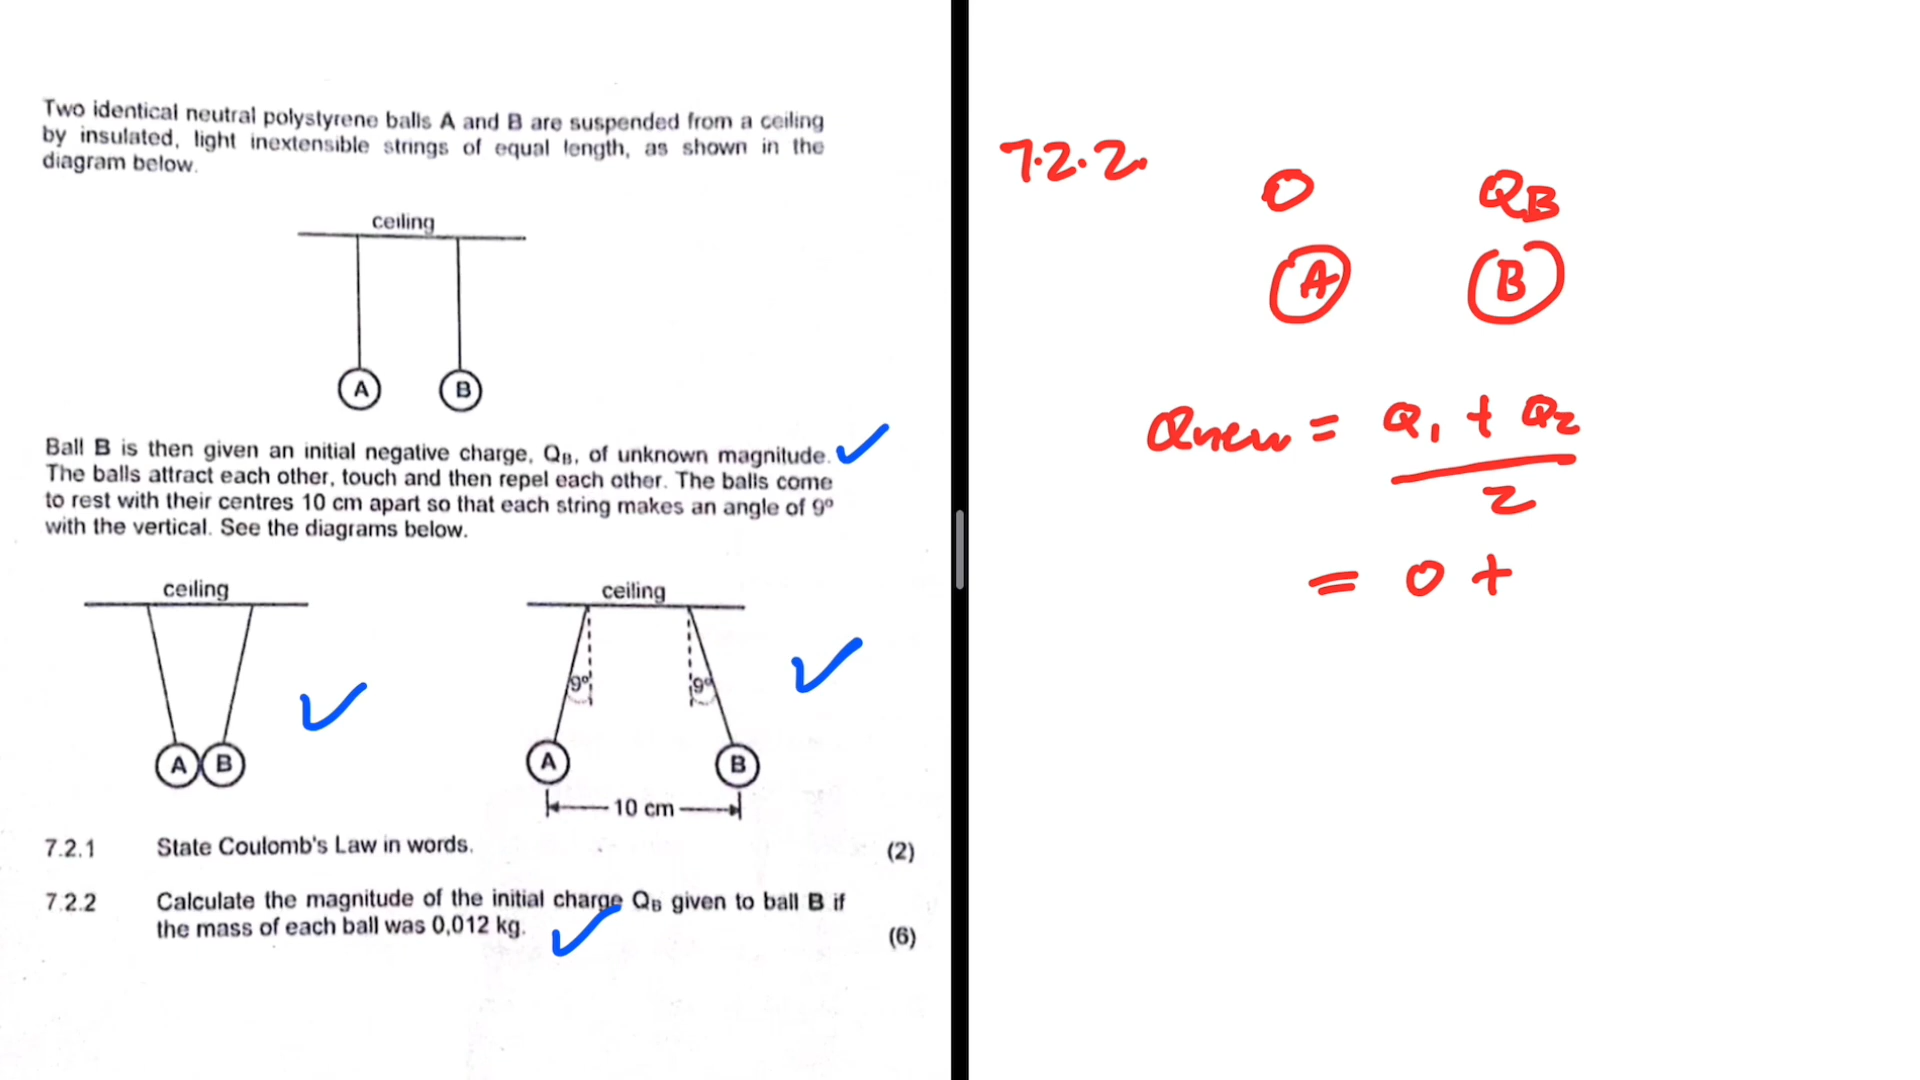 Two identical neutral polystyrene balls A and B are suspended from a ceiling
by insulated, light inextensible strings of equal length, as shown in the
diagram below.
ceiling
A B
Ball B is then given an initial negative charge, QB, of unknown magnitude.
The balls attract each other, touch and then repel each other. The balls come
to rest with their centres 10 cm apart so that each string makes an angle of 9º
with the vertical. See the diagrams below.
ceiling
A B
ceiling
9º 9º
A B
10 cm
7.2.1 State Coulomb's Law in words. (2)
7.2.2 Calculate the magnitude of the initial charge QB given to ball B if
the mass of each ball was 0,012 kg. (6)
7.2.2.
O QB
A B
Qnew = Q1 + Q2
2
= 0 +